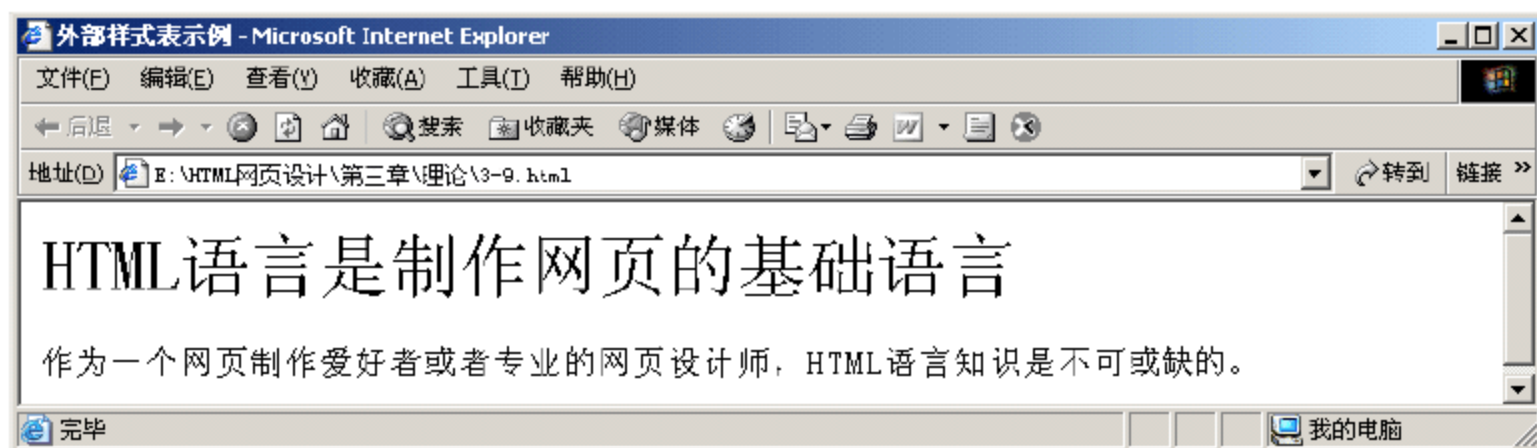 外部样式表示例 - Microsoft Internet Explorer
文件(F) 编辑(E) 查看(V) 收藏(A) 工具(T) 帮助(H)
后退 搜索 收藏夹 媒体
地址(D) E:\HTML网页设计\第三章\理论\3-9.html 转到 链接 »
HTML语言是制作网页的基础语言
作为一个网页制作爱好者或者专业的网页设计师，HTML语言知识是不可或缺的。
完毕 我的电脑